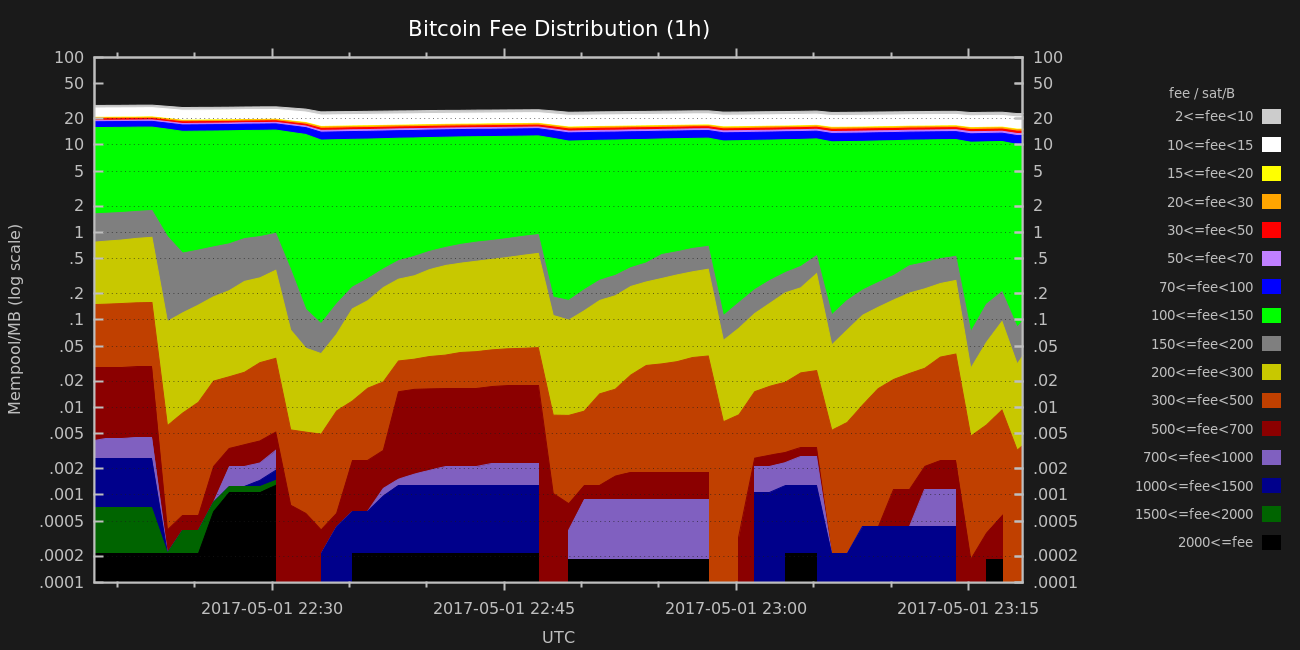 Bitcoin Fee Distribution (1h)
Mempool/MB (log scale)
100
50
20
10
5
2
1
.5
.2
.1
.05
.02
.01
.005
.002
.001
.0005
.0002
.0001
100
50
20
10
5
2
1
.5
.2
.1
.05
.02
.01
.005
.002
.001
.0005
.0002
.0001
fee / sat/B
2<=fee<10
10<=fee<15
15<=fee<20
20<=fee<30
30<=fee<50
50<=fee<70
70<=fee<100
100<=fee<150
150<=fee<200
200<=fee<300
300<=fee<500
500<=fee<700
700<=fee<1000
1000<=fee<1500
1500<=fee<2000
2000<=fee
2017-05-01 22:30
2017-05-01 22:45
2017-05-01 23:00
2017-05-01 23:15
UTC